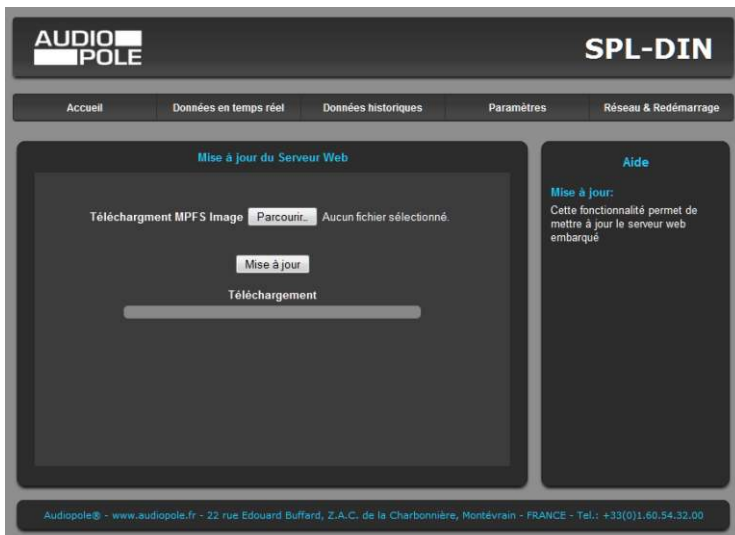 AUDIO
POLE
SPL-DIN
Accueil
Données en temps réel
Données historiques
Paramètres
Réseau & Redémarrage
Mise à jour du Serveur Web
Téléchargment MPFS Image Parcourir_ Aucun fichier sélectionné.
Mise à jour
Téléchargement
Aide
Mise à jour:
Cette fonctionnalité permet de
mettre à jour le serveur web
embarqué
Audiopole® - www.audiopole.fr - 22 rue Edouard Buffard, Z.A.C. de la Charbonnière, Montévrain - FRANCE - Tel.: +33(0)1.60.54.32.00